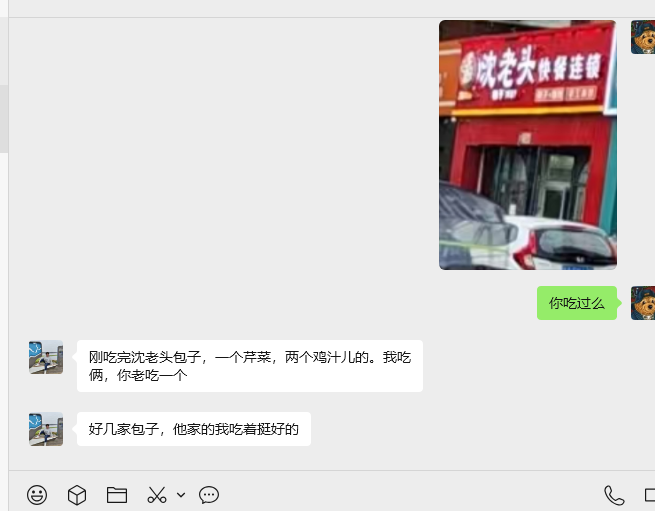 沈老头快餐连锁
你吃过么
刚吃完沈老头包子，一个芹菜，两个鸡汁儿的。我吃
俩，你老吃一个
好几家包子，他家的我吃着挺好的